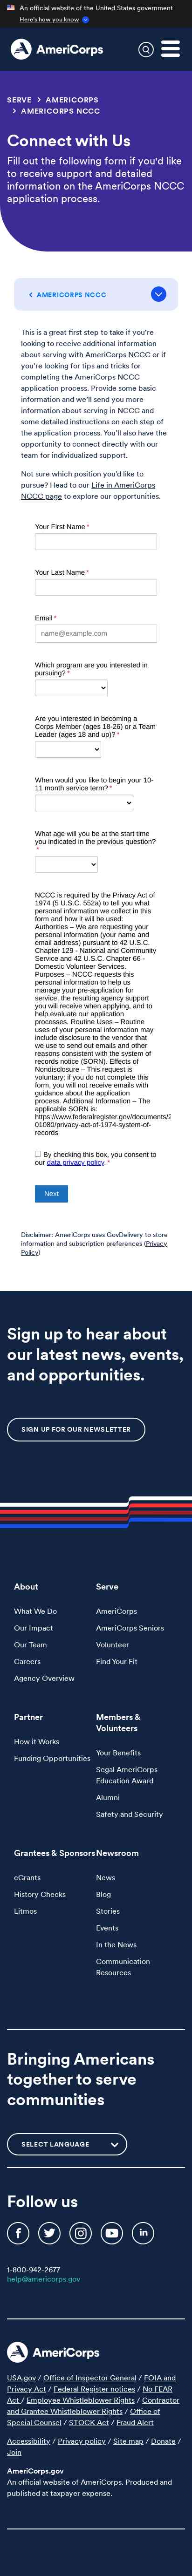 An official website of the United States government
Here's how you know
AmeriCorps
SERVE > AMERICORPS
> AMERICORPS NCCC
Connect with Us
Fill out the following form if you'd like
to receive support and detailed
information on the AmeriCorps NCCC
application process.
AMERICORPS NCCC
This is a great first step to take if you're
looking to receive additional information
about serving with AmeriCorps NCCC or if
you're looking for tips and tricks for
completing the AmeriCorps NCCC
application process. Provide some basic
information and we'll send you more
information about serving in NCCC and
detailed instructions on each step of
the application process. You'll also have the
opportunity to connect directly with our
team for individualized support.
Not sure which position you'd like to
pursue? Head to our Life in AmeriCorps
NCCC page to explore our opportunities.
Your First Name *
Your Last Name *
Email *
name@example.com
Which program are you interested in
pursuing? *
Are you interested in becoming a
Corps Member (ages 18-26) or a Team
Leader (ages 18 and up)? *
When would you like to begin your 10-
11 month service term? *
What age will you be at the start time
you indicated in the previous question?
*
NCCC is required by the Privacy Act of
1974 (5 U.S.C. 552a) to tell you what
personal information we collect in this
form and how it will be used:
Authorities – We are requesting your
personal information (your name and
email address) pursuant to 42 U.S.C.
Chapter 129 - National and Community
Service and 42 U.S.C. Chapter 66 -
Domestic Volunteer Services.
Purposes – NCCC requests this
personal information to help us
manage your pre-application for
service, the resulting agency support
you will receive when applying, and to
help evaluate our application
processes. Routine Uses – Routine
uses of your personal information may
include disclosure to the vendor that
we use to send out emails and other
reasons consistent with the system of
records notice (SORN). Effects of
Nondisclosure – This request is
voluntary; if you do not complete this
form, you will not receive emails with
guidance about the application
process. Additional Information – The
applicable SORN is:
https://www.federalregister.gov/documents/2
01080/privacy-act-of-1974-system-of-
records
By checking this box, you consent to
our data privacy policy. *
Next
Disclaimer: AmeriCorps uses GovDelivery to store
information and subscription preferences (Privacy
Policy)
Sign up to hear about
our latest news, events,
and opportunities.
SIGN UP FOR OUR NEWSLETTER
About
What We Do
Our Impact
Our Team
Careers
Agency Overview
Serve
AmeriCorps
AmeriCorps Seniors
Volunteer
Find Your Fit
Partner
How it Works
Funding Opportunities
Members &
Volunteers
Your Benefits
Segal AmeriCorps
Education Award
Alumni
Safety and Security
Grantees & Sponsors
eGrants
History Checks
Litmos
Newsroom
News
Blog
Stories
Events
In the News
Communication
Resources
Bringing Americans
together to serve
communities
SELECT LANGUAGE
Follow us
1-800-942-2677
help@americorps.gov
AmeriCorps
USA.gov / Office of Inspector General / FOIA and
Privacy Act / Federal Register notices / No FEAR
Act / Employee Whistleblower Rights / Contractor
and Grantee Whistleblower Rights / Office of
Special Counsel / STOCK Act / Fraud Alert
Accessibility / Privacy policy / Site map / Donate /
Join
AmeriCorps.gov
An official website of AmeriCorps. Produced and
published at taxpayer expense.